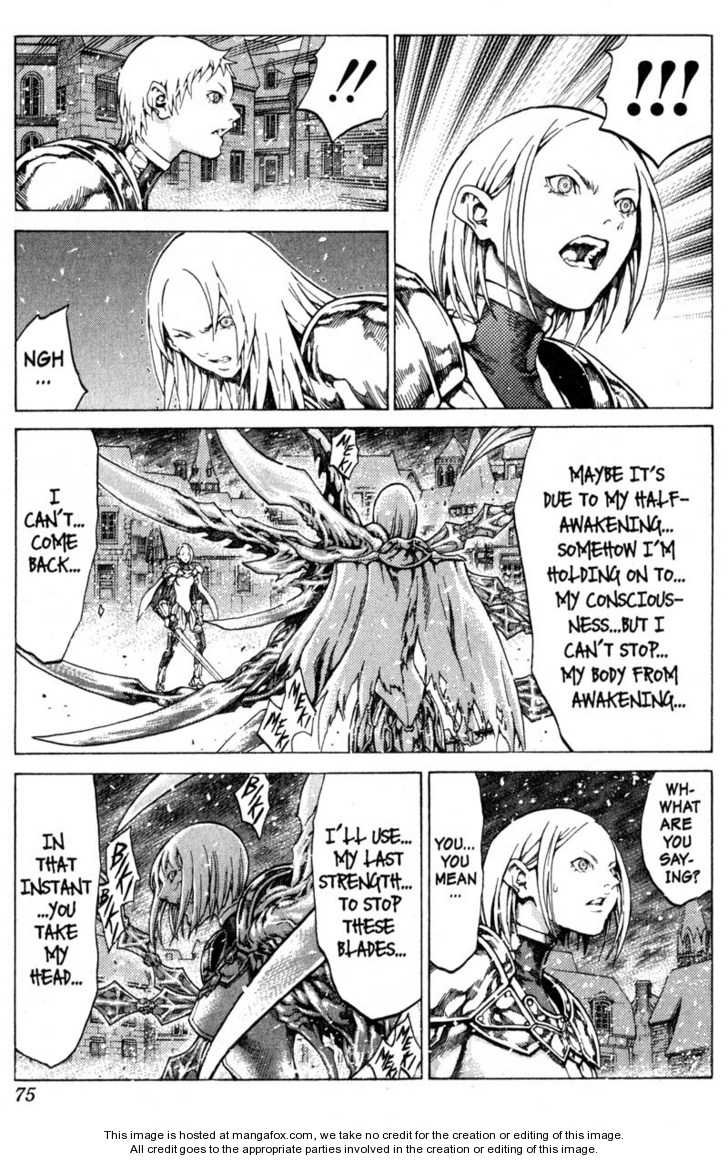 !!!
!!
NGH
...
MAYBE IT'S
DUE TO MY HALF-
AWAKENING...
SOMEHOW I'M
HOLDING ON TO...
MY CONSCIOUS-
NESS...BUT I
CAN'T STOP...
MY BODY FROM
AWAKENING...
MEKI
I
CAN'T...
COME
BACK...
MEKI
MEKI
WH-
WHAT
ARE
YOU
SAY-
ING?
YOU...
YOU
MEAN
...
BIKI
I'LL USE...
MY LAST
STRENGTH...
TO STOP
THESE
BLADES...
BIKI
BIKI
IN
THAT
INSTANT
...YOU
TAKE
MY
HEAD...
MEKI
75
This image is hosted at mangafox.com, we take no credit for the creation or editing of this image.
All credit goes to the appropriate parties involved in the creation or editing of this image.